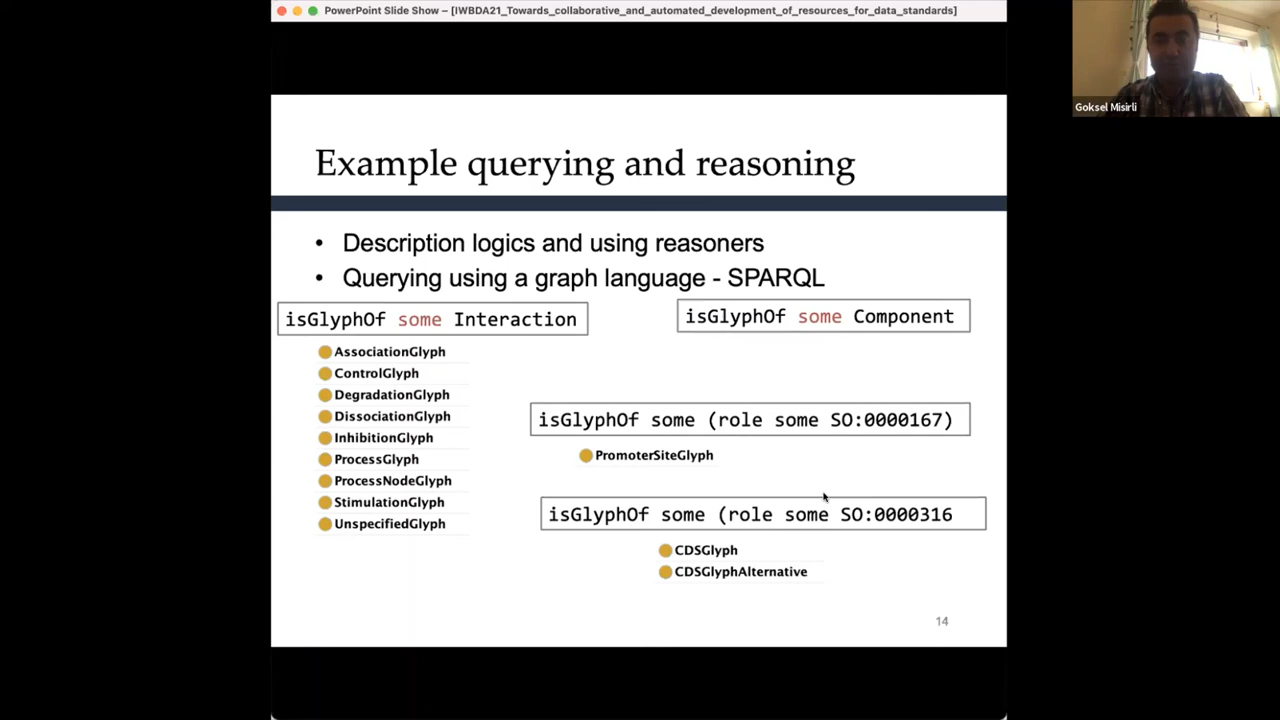 PowerPoint Slide Show – [IWBDA21_Towards_collaborative_and_automated_development_of_resources_for_data_standards]
Goksel Misirli
Example querying and reasoning
• Description logics and using reasoners
• Querying using a graph language - SPARQL
isGlyphOf some Interaction
AssociationGlyph
ControlGlyph
DegradationGlyph
DissociationGlyph
InhibitionGlyph
ProcessGlyph
ProcessNodeGlyph
StimulationGlyph
UnspecifiedGlyph
isGlyphOf some Component
isGlyphOf some (role some SO:0000167)
PromoterSiteGlyph
isGlyphOf some (role some SO:0000316
CDSGlyph
CDSGlyphAlternative
14